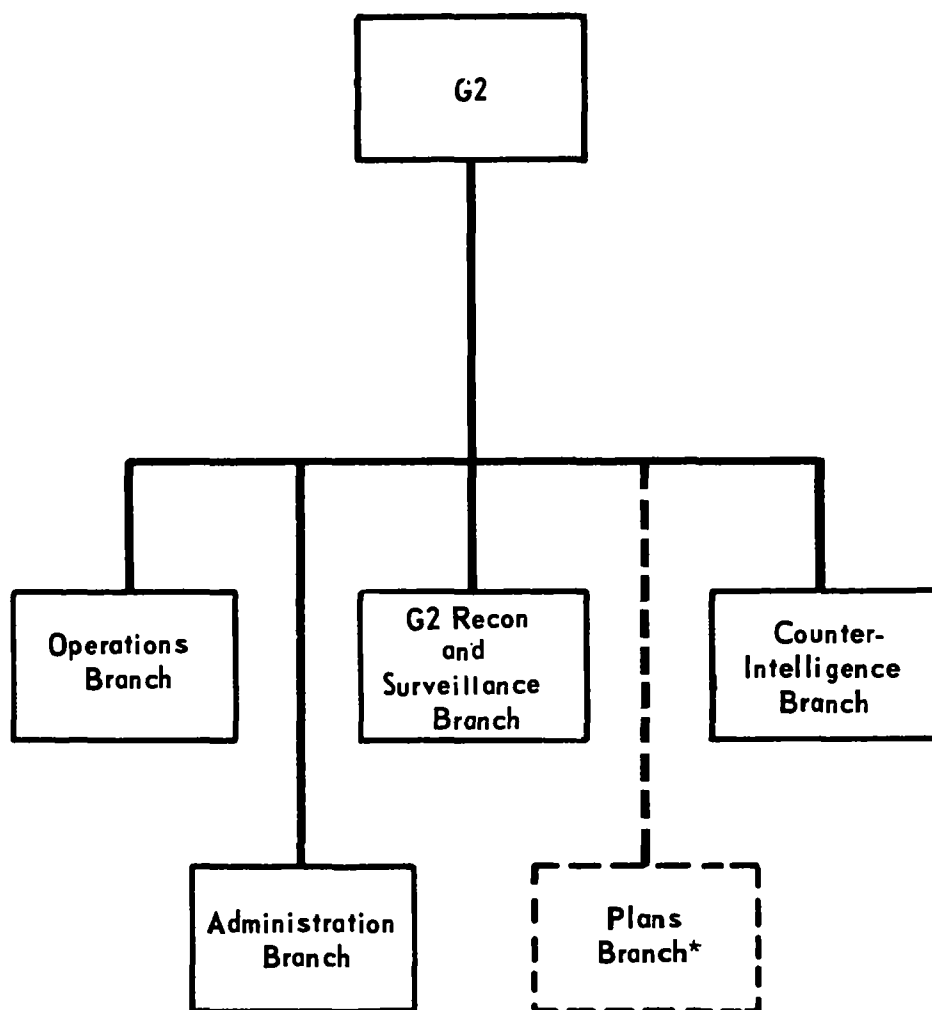 G2
Operations
Branch
G2 Recon
and
Surveillance
Branch
Counter-
Intelligence
Branch
Administration
Branch
Plans
Branch*